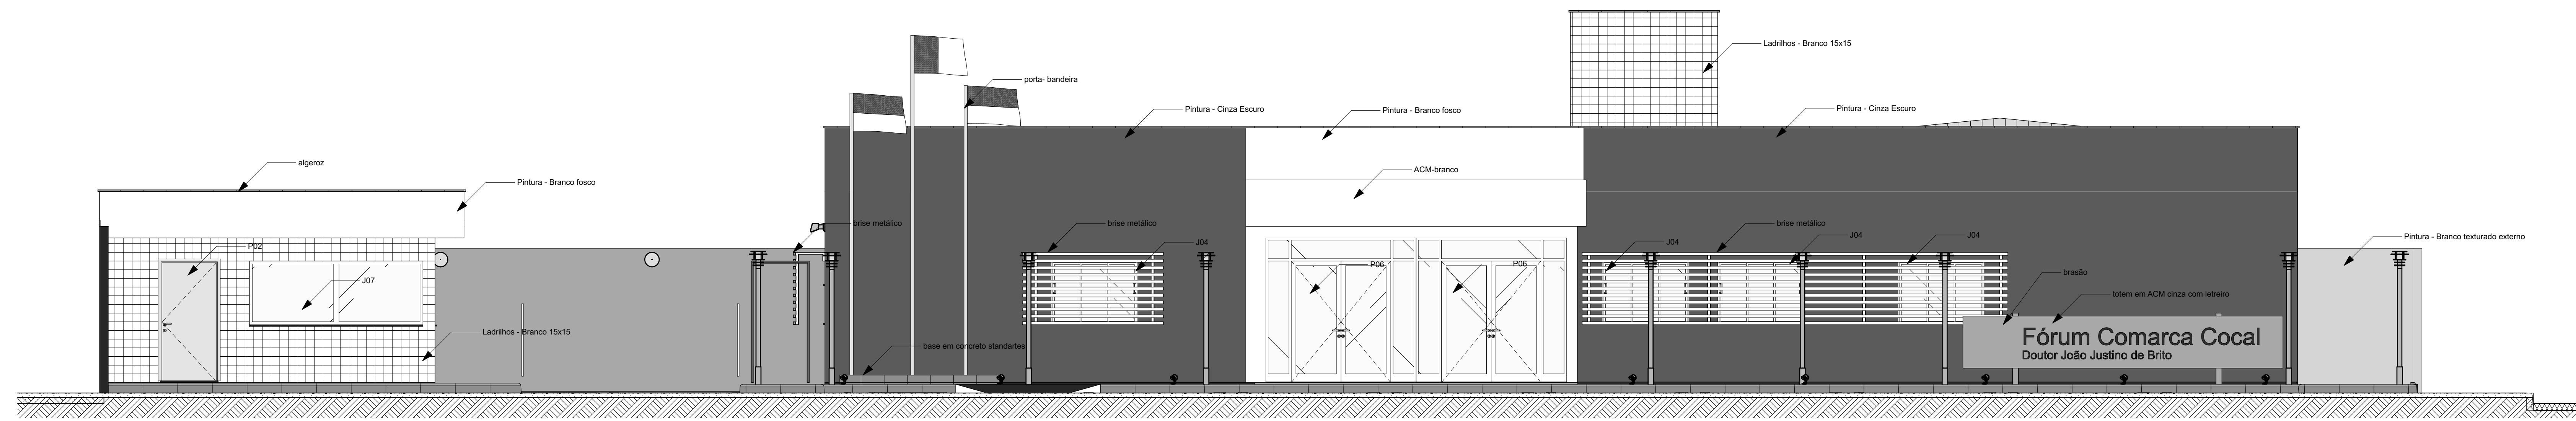 Ladrilhos - Branco 15x15
porta- bandeira
Pintura - Cinza Escuro
Pintura - Branco fosco
Pintura - Cinza Escuro
algeroz
ACM-branco
Pintura - Branco fosco
brise metálico
brise metálico
brise metálico
J04
J04
J04
J04
Pintura - Branco texturado externo
P02
P06
P06
brasão
J07
totem em ACM cinza com letreiro
Ladrilhos - Branco 15x15
Fórum Comarca Cocal
Doutor João Justino de Brito
base em concreto standartes